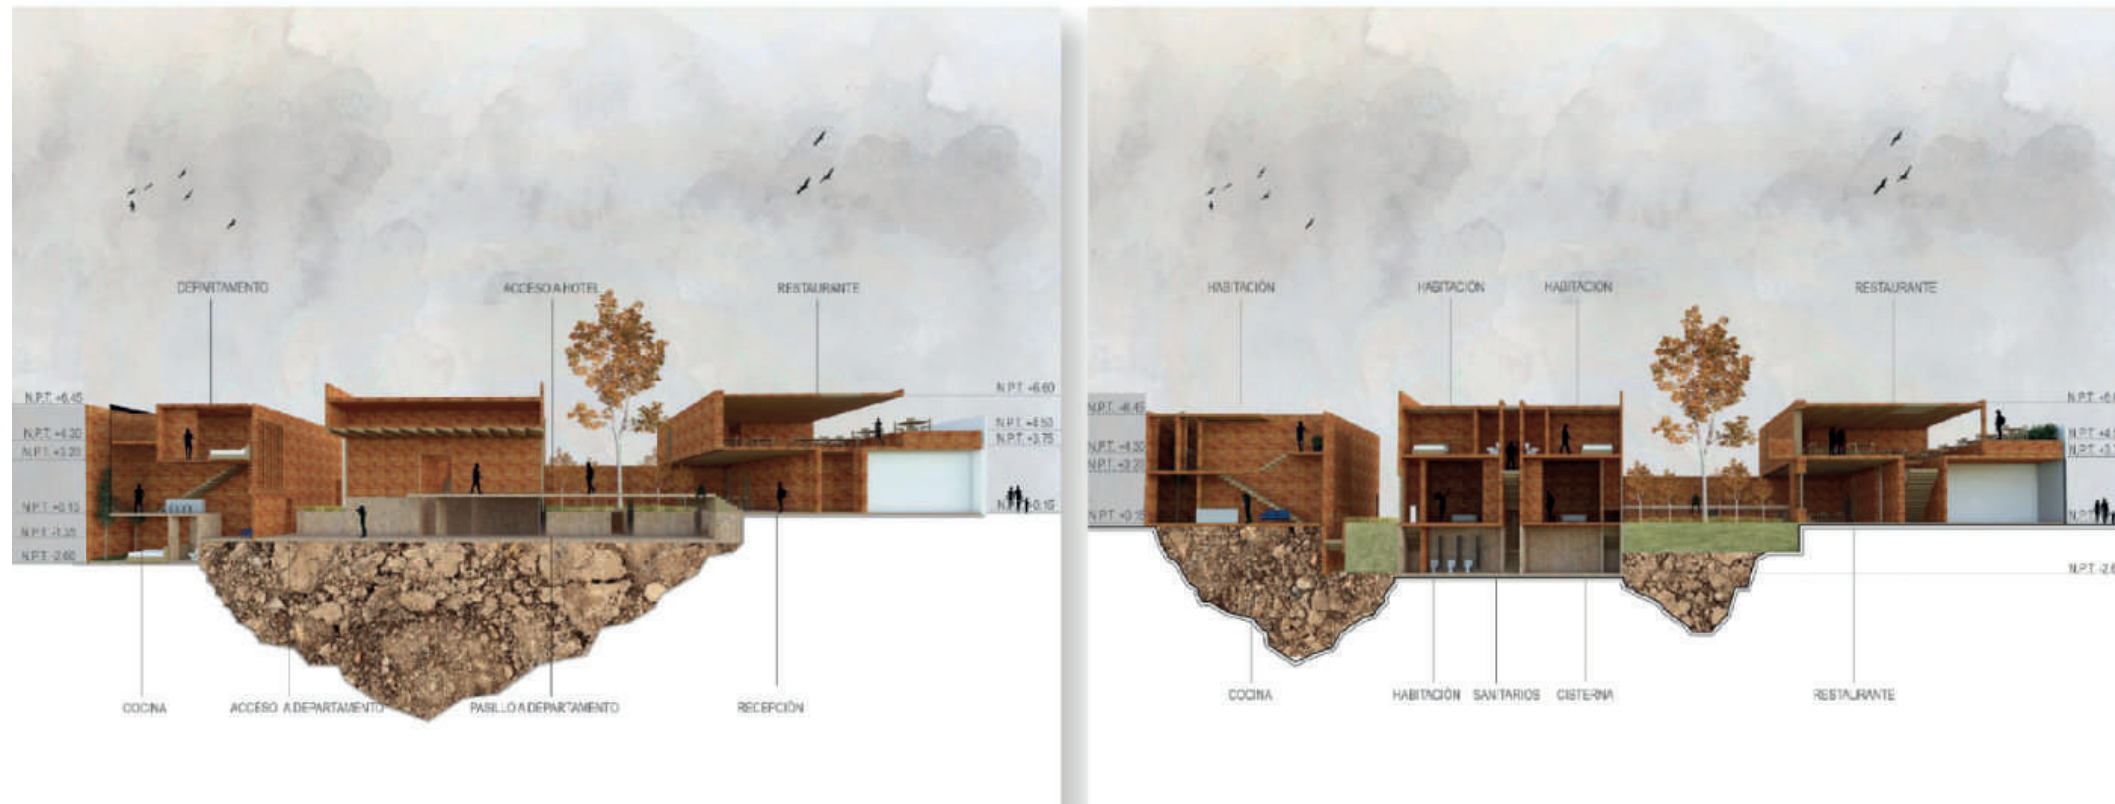 DEPARTAMENTO
ACCESO A HOTEL
RESTAURANTE
N.P.T. +6.45
N.P.T. +4.30
N.P.T. +3.20
N.P.T. +0.15
N.P.T. -2.60
N.P.T. +6.60
N.P.T. +4.50
N.P.T. +3.75
COCINA
ACCESO A DEPARTAMENTO
PASILLO A DEPARTAMENTO
RECEPCIÓN
HABITACIÓN
HABITACIÓN
HABITACION
RESTAURANTE
N.P.T. +6.45
N.P.T. +4.30
N.P.T. +3.20
N.P.T. +0.15
COCINA
HABITACIÓN
SANITARIOS
CISTERNA
RESTAURANTE